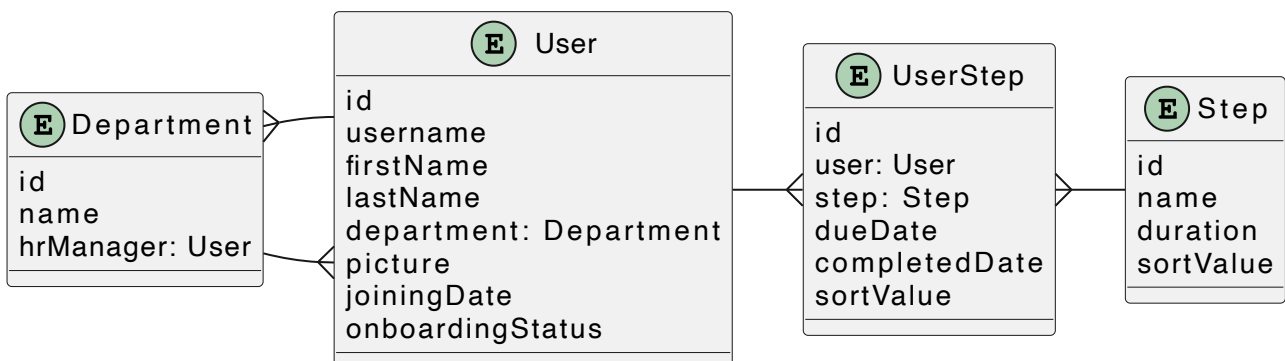 E Department
id
name
hrManager: User
E User
id
username
firstName
lastName
department: Department
picture
joiningDate
onboardingStatus
E UserStep
id
user: User
step: Step
dueDate
completedDate
sortValue
E Step
id
name
duration
sortValue